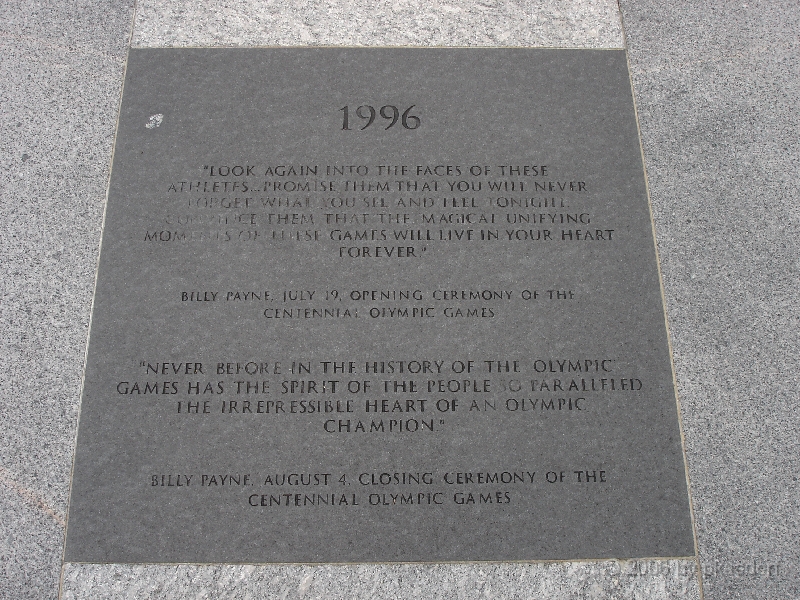 1996
"LOOK AGAIN INTO THE FACES OF THESE
ATHLETES...PROMISE THEM THAT YOU WILL NEVER
FORGET WHAT YOU SEE AND FEEL TONIGHT.
CONVINCE THEM THAT THE MAGICAL UNIFYING
MOMENTS OF THESE GAMES WILL LIVE IN YOUR HEART
FOREVER."
BILLY PAYNE, JULY 19, OPENING CEREMONY OF THE
CENTENNIAL OLYMPIC GAMES
"NEVER BEFORE IN THE HISTORY OF THE OLYMPIC
GAMES HAS THE SPIRIT OF THE PEOPLE SO PARALLELED
THE IRREPRESSIBLE HEART OF AN OLYMPIC
CHAMPION."
BILLY PAYNE, AUGUST 4, CLOSING CEREMONY OF THE
CENTENNIAL OLYMPIC GAMES